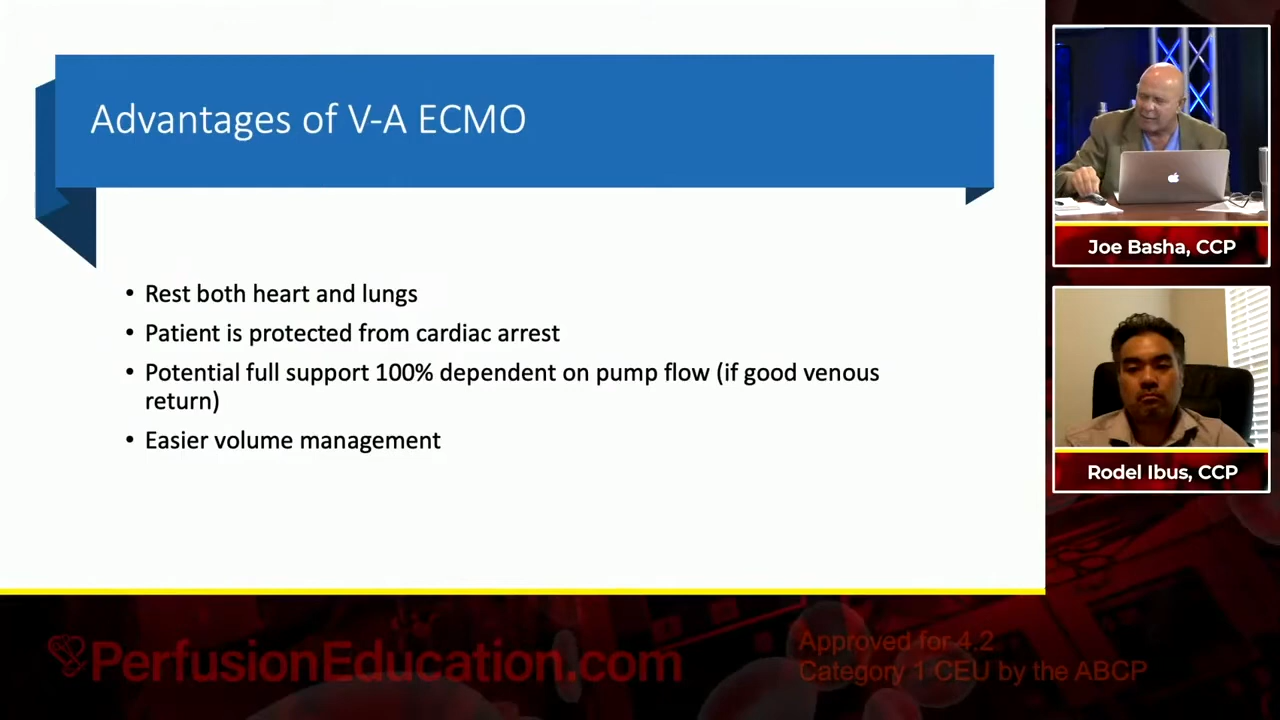 Advantages of V-A ECMO
• Rest both heart and lungs
• Patient is protected from cardiac arrest
• Potential full support 100% dependent on pump flow (if good venous
return)
• Easier volume management
Joe Basha, CCP
Rodel Ibus, CCP
PerfusionEducation.com
Approved for 4.2
Category 1 CEU by the ABCP